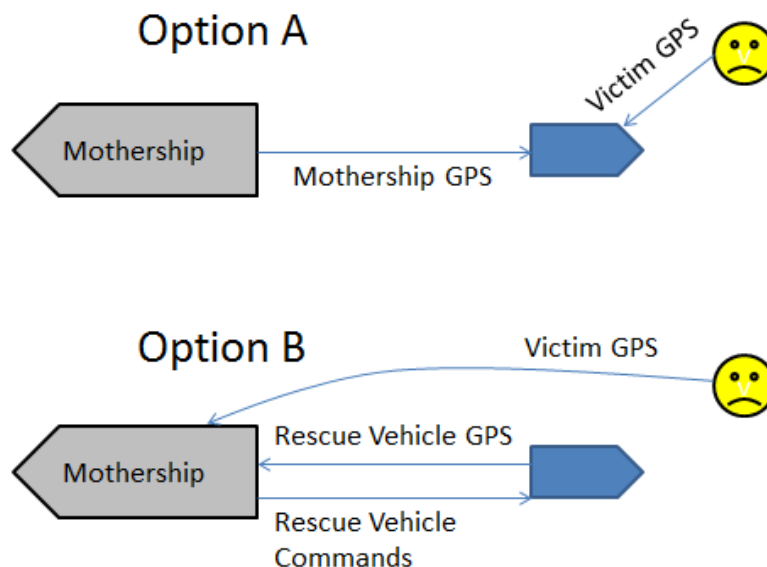 Option A
Victim GPS
V
Mothership
Mothership GPS
Option B
Victim GPS
V
Rescue Vehicle GPS
Mothership
Rescue Vehicle
Commands